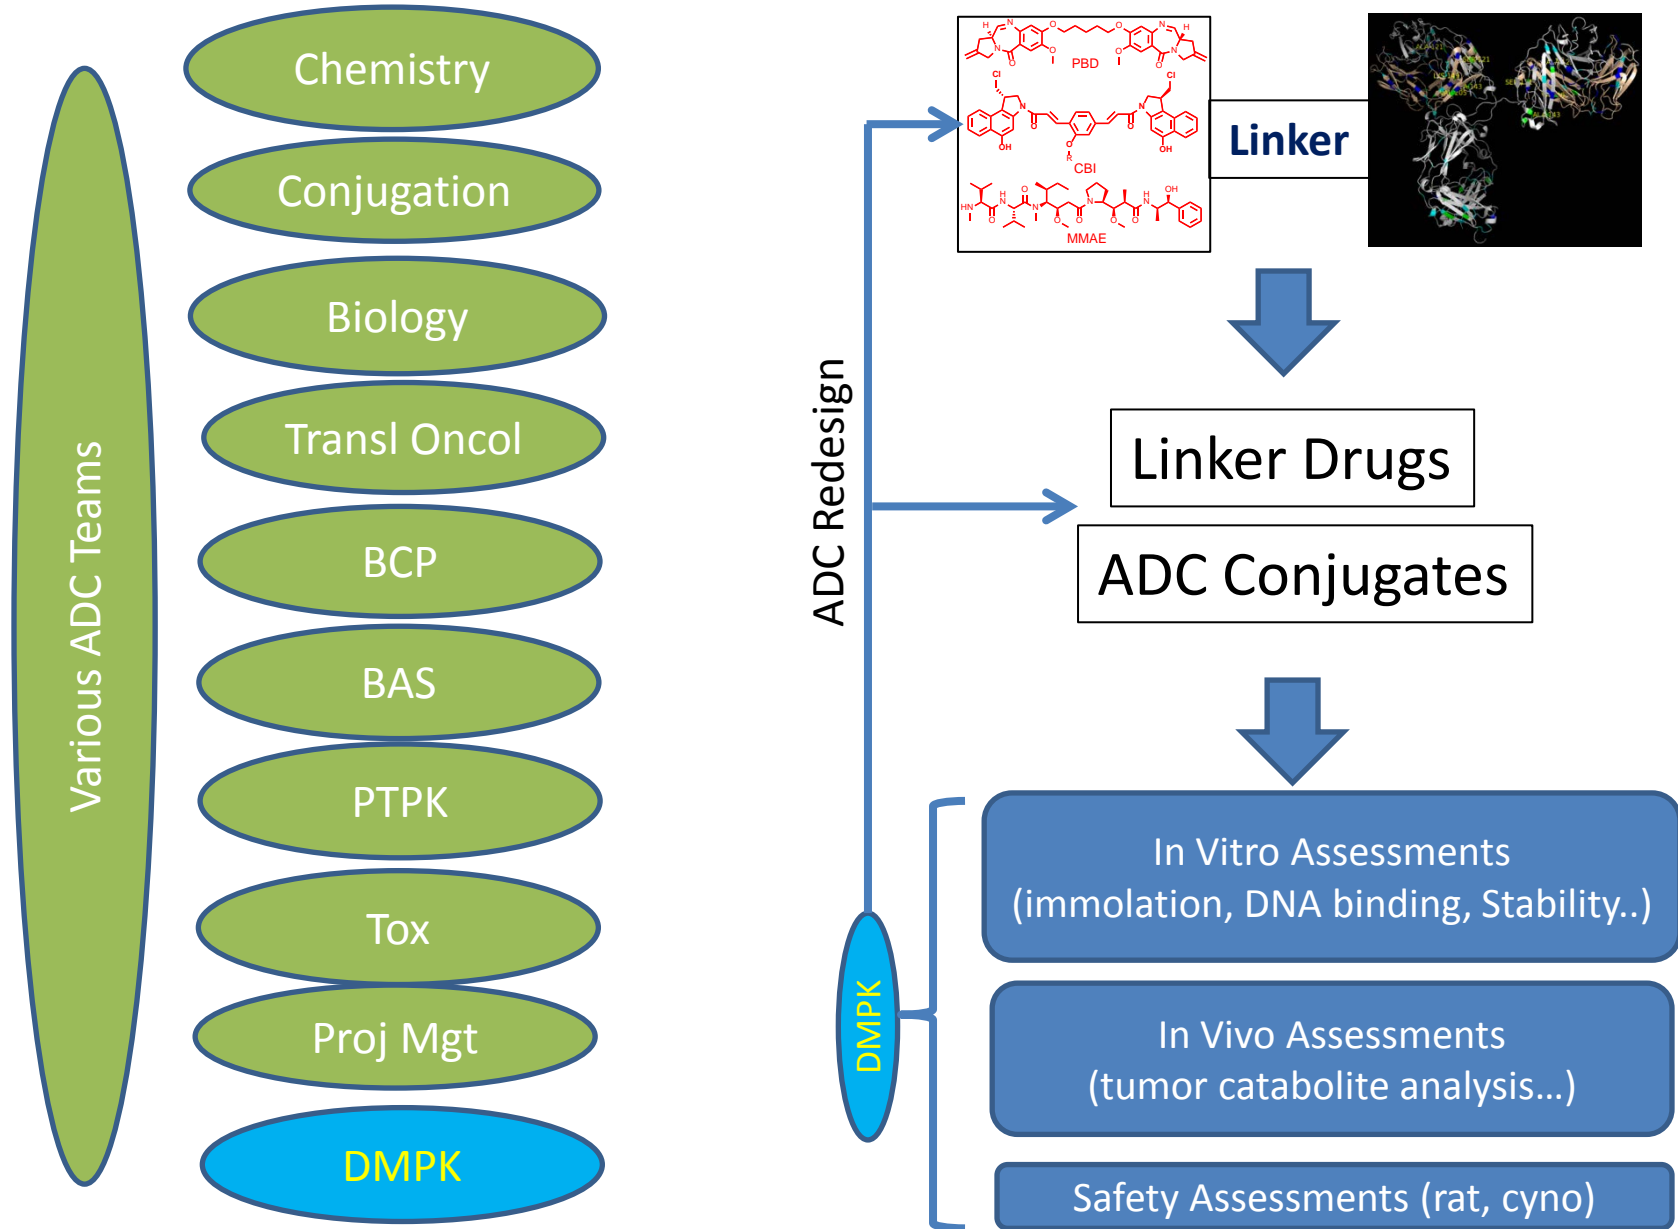 Various ADC Teams
Chemistry
Conjugation
Biology
Transl Oncol
BCP
BAS
PTPK
Tox
Proj Mgt
DMPK
ADC Redesign
DMPK
PBD
CBI
MMAE
Linker
Linker Drugs
ADC Conjugates
In Vitro Assessments
(immolation, DNA binding, Stability..)
In Vivo Assessments
(tumor catabolite analysis...)
Safety Assessments (rat, cyno)